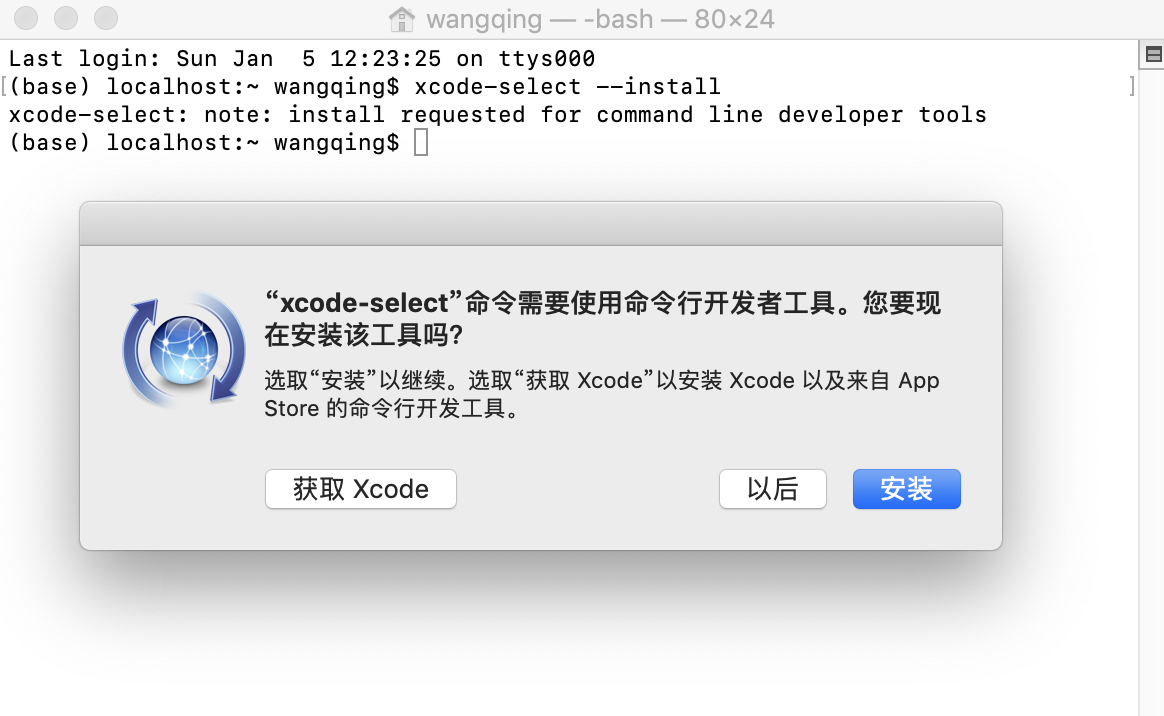 wangqing — -bash — 80×24
Last login: Sun Jan  5 12:23:25 on ttys000
[(base) localhost:~ wangqing$ xcode-select --install ]
xcode-select: note: install requested for command line developer tools
(base) localhost:~ wangqing$
“xcode-select”命令需要使用命令行开发者工具。您要现
在安装该工具吗?
选取“安装”以继续。选取“获取 Xcode”以安装 Xcode 以及来自 App
Store 的命令行开发工具。
获取 Xcode 以后 安装